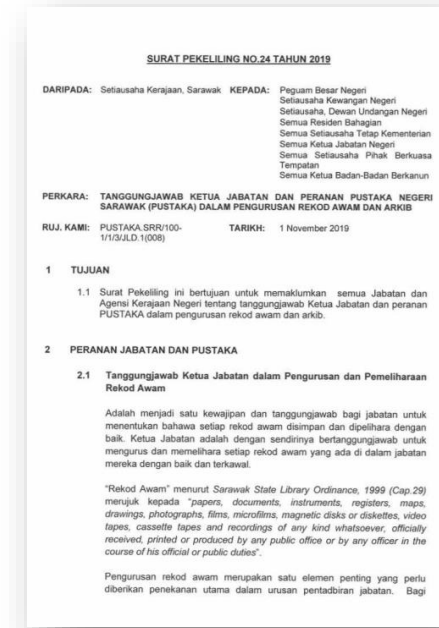 SURAT PEKELILING NO.24 TAHUN 2019
DARIPADA: Setiausaha Kerajaan, Sarawak KEPADA: Peguam Besar Negeri
Setiausaha Kewangan Negeri
Setiausaha, Dewan Undangan Negeri
Semua Residen Bahagian
Semua Setiausaha Tetap Kementerian
Semua Ketua Jabatan Negeri
Semua Setiausaha Pihak Berkuasa
Tempatan
Semua Ketua Badan-Badan Berkanun
PERKARA: TANGGUNGJAWAB KETUA JABATAN DAN PERANAN PUSTAKA NEGERI
SARAWAK (PUSTAKA) DALAM PENGURUSAN REKOD AWAM DAN ARKIB
RUJ. KAMI: PUSTAKA.SRR/100- TARIKH: 1 November 2019
1/1/3/JLD.1(008)
1 TUJUAN
1.1 Surat Pekeliling ini bertujuan untuk memaklumkan semua Jabatan dan
Agensi Kerajaan Negeri tentang tanggungjawab Ketua Jabatan dan peranan
PUSTAKA dalam pengurusan rekod awam dan arkib.
2 PERANAN JABATAN DAN PUSTAKA
2.1 Tanggungjawab Ketua Jabatan dalam Pengurusan dan Pemeliharaan
Rekod Awam
Adalah menjadi satu kewajipan dan tanggungjawab bagi jabatan untuk
menentukan bahawa setiap rekod awam disimpan dan dipelihara dengan
baik. Ketua Jabatan adalah dengan sendirinya bertanggungjawab untuk
mengurus dan memelihara setiap rekod awam yang ada di dalam jabatan
mereka dengan baik dan terkawal.
"Rekod Awam" menurut Sarawak State Library Ordinance, 1999 (Cap.29)
merujuk kepada "papers, documents, instruments, registers, maps,
drawings, photographs, films, microfilms, magnetic disks or diskettes, video
tapes, cassette tapes and recordings of any kind whatsoever, officially
received, printed or produced by any public office or by any officer in the
course of his official or public duties".
Pengurusan rekod awam merupakan satu elemen penting yang perlu
diberikan penekanan utama dalam urusan pentadbiran jabatan. Bagi